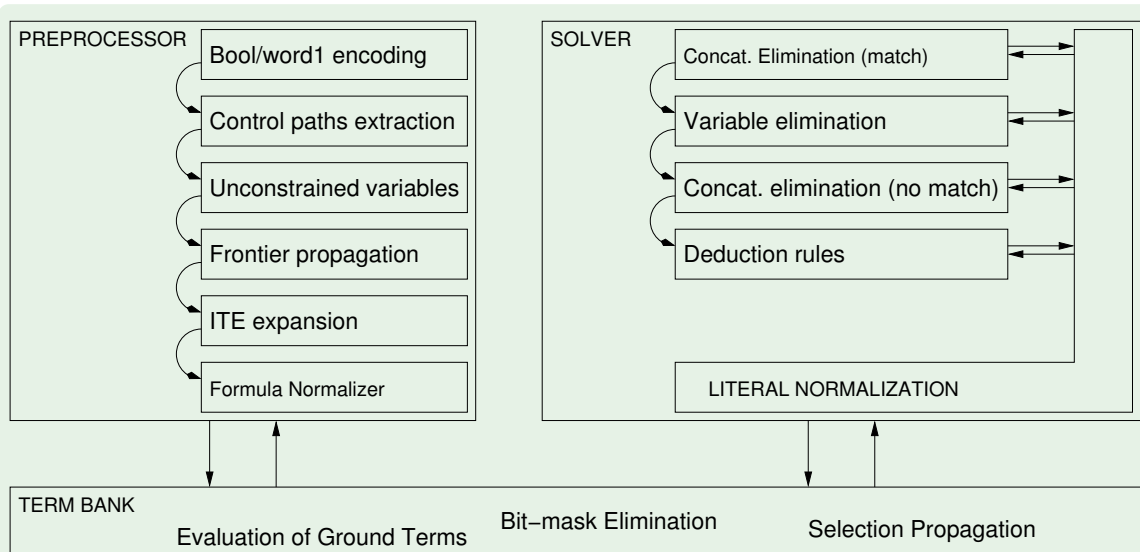 PREPROCESSOR
Bool/word1 encoding
Control paths extraction
Unconstrained variables
Frontier propagation
ITE expansion
Formula Normalizer
SOLVER
Concat. Elimination (match)
Variable elimination
Concat. elimination (no match)
Deduction rules
LITERAL NORMALIZATION
TERM BANK
Evaluation of Ground Terms
Bit−mask Elimination
Selection Propagation